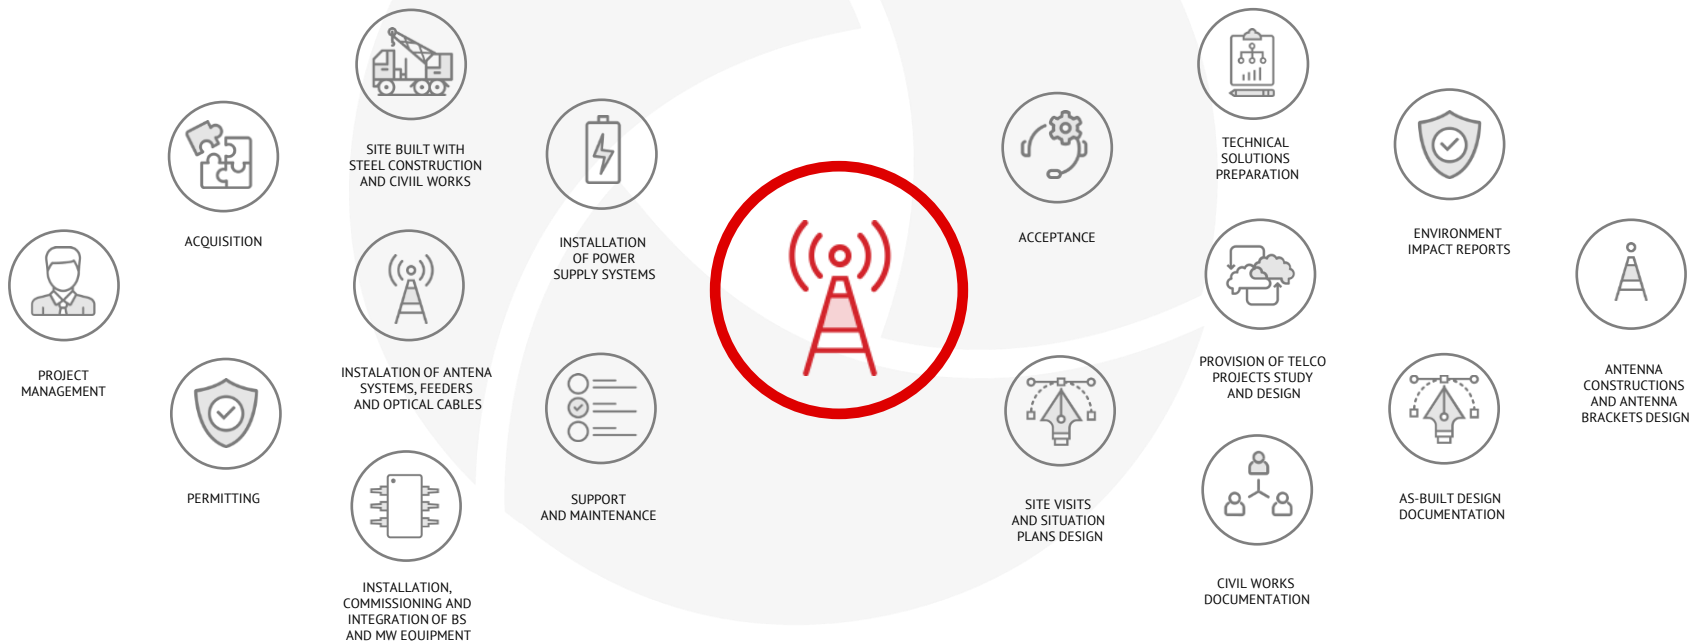 PROJECT
MANAGEMENT
ACQUISITION
PERMITTING
SITE BUILT WITH
STEEL CONSTRUCTION
AND CIVIIL WORKS
INSTALATION OF ANTENA
SYSTEMS, FEEDERS
AND OPTICAL CABLES
INSTALLATION,
COMMISSIONING AND
INTEGRATION OF BS
AND MW EQUIPMENT
INSTALLATION
OF POWER
SUPPLY SYSTEMS
SUPPORT
AND MAINTENANCE
ACCEPTANCE
SITE VISITS
AND SITUATION
PLANS DESIGN
TECHNICAL
SOLUTIONS
PREPARATION
PROVISION OF TELCO
PROJECTS STUDY
AND DESIGN
CIVIL WORKS
DOCUMENTATION
ENVIRONMENT
IMPACT REPORTS
AS-BUILT DESIGN
DOCUMENTATION
ANTENNA
CONSTRUCTIONS
AND ANTENNA
BRACKETS DESIGN